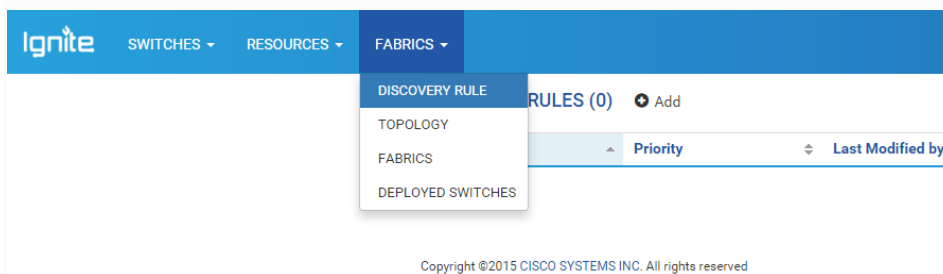 Ignite SWITCHES RESOURCES FABRICS
DISCOVERY RULE
RULES (0) Add
TOPOLOGY
Priority Last Modified by
FABRICS
DEPLOYED SWITCHES
Copyright ©2015 CISCO SYSTEMS INC. All rights reserved